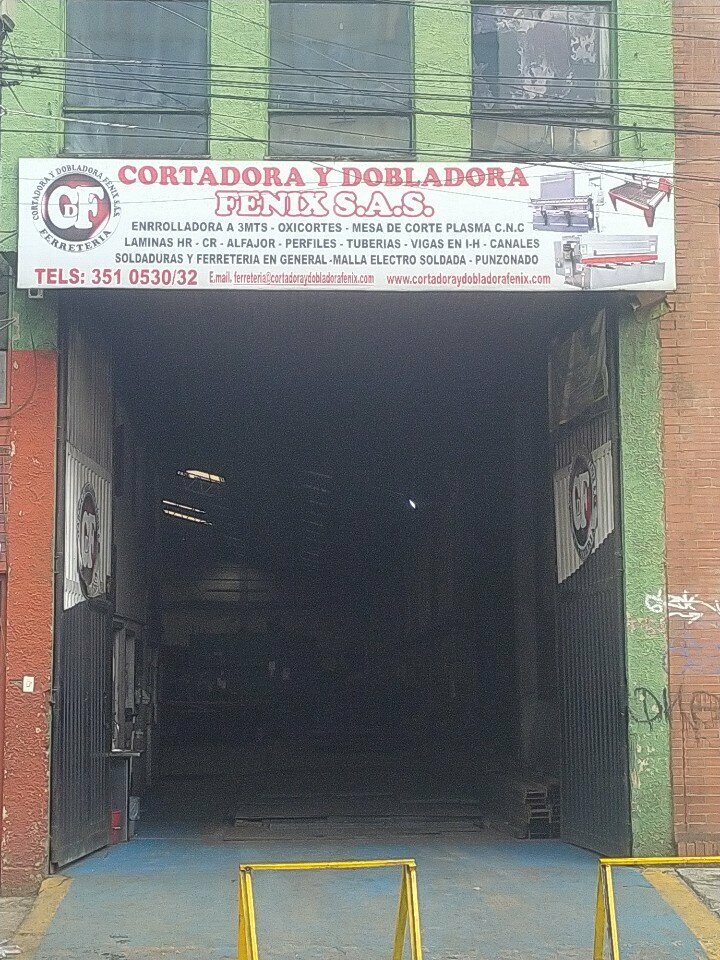 CORTADORA Y DOBLADORA FENIX S.A.S
CDF
FERRETERIA
CORTADORA Y DOBLADORA
FENIX S.A.S.
ENRROLLADORA A 3MTS - OXICORTES - MESA DE CORTE PLASMA C.N.C
LAMINAS HR - CR - ALFAJOR - PERFILES - TUBERIAS - VIGAS EN I-H - CANALES
SOLDADURAS Y FERRETERIA EN GENERAL -MALLA ELECTRO SOLDADA - PUNZONADO
TELS: 351 0530/32 E.mail. ferreteria@cortadoraydobladorafenix.com www.cortadoraydobladorafenix.com